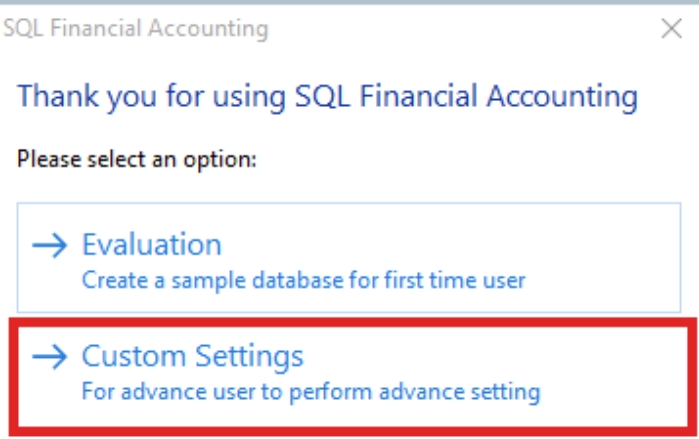 SQL Financial Accounting
Thank you for using SQL Financial Accounting
Please select an option:
Evaluation
Create a sample database for first time user
Custom Settings
For advance user to perform advance setting